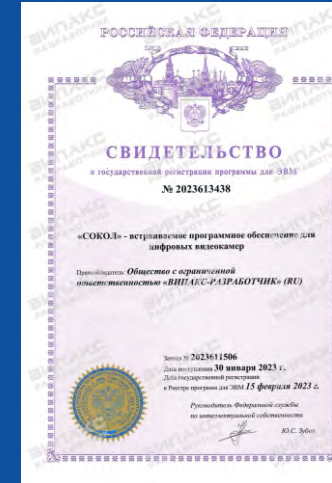 РОССИЙСКАЯ ФЕДЕРАЦИЯ
СВИДЕТЕЛЬСТВО
о государственной регистрации программы для ЭВМ
№ 2023613438
«СОКОЛ» - встраиваемое программное обеспечение для
цифровых видеокамер
Правообладатель: Общество с ограниченной
ответственностью «ВИПАКС-РАЗРАБОТЧИК» (RU)
Заявка № 2023611506
Дата поступления 30 января 2023 г.
Дата государственной регистрации
в Реестре программ для ЭВМ 15 февраля 2023 г.
Руководитель Федеральной службы
по интеллектуальной собственности
Ю.С. Зубов